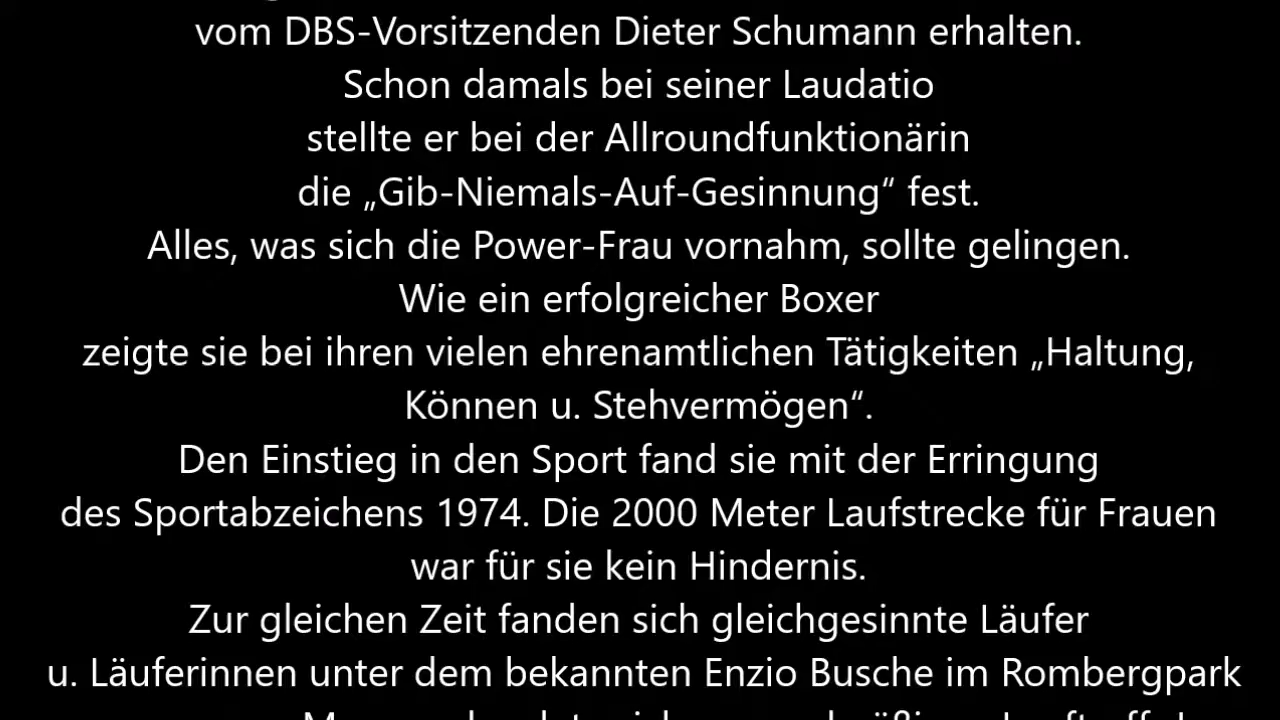 vom DBS-Vorsitzenden Dieter Schumann erhalten.
Schon damals bei seiner Laudatio
stellte er bei der Allroundfunktionärin
die „Gib-Niemals-Auf-Gesinnung“ fest.
Alles, was sich die Power-Frau vornahm, sollte gelingen.
Wie ein erfolgreicher Boxer
zeigte sie bei ihren vielen ehrenamtlichen Tätigkeiten „Haltung,
Können u. Stehvermögen“.
Den Einstieg in den Sport fand sie mit der Erringung
des Sportabzeichens 1974. Die 2000 Meter Laufstrecke für Frauen
war für sie kein Hindernis.
Zur gleichen Zeit fanden sich gleichgesinnte Läufer
u. Läuferinnen unter dem bekannten Enzio Busche im Rombergpark